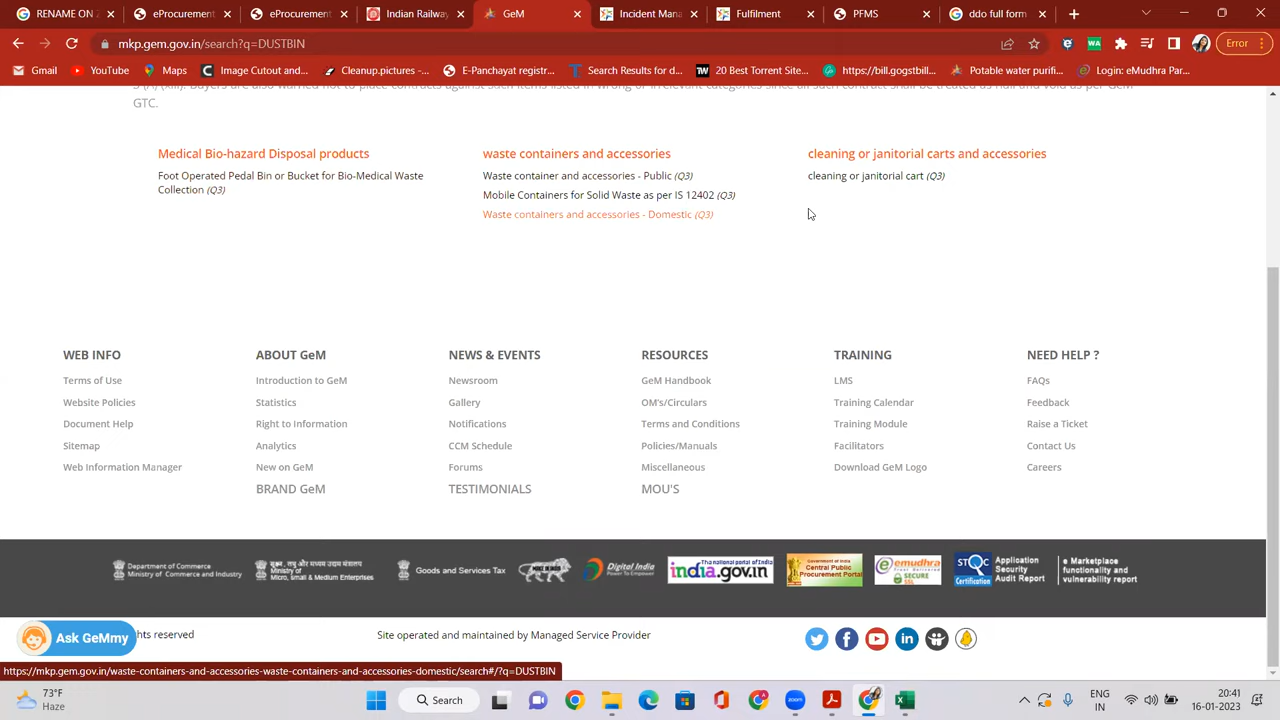 RENAME ON
eProcurement
eProcurement
Indian Railway
GeM
Incident Mana
Fulfilment
PFMS
ddo full form
mkp.gem.gov.in/search?q=DUSTBIN
Error
Gmail
YouTube
Maps
Image Cutout and...
Cleanup.pictures -...
E-Panchayat registr...
Search Results for d...
20 Best Torrent Site...
https://bill.gogstbill...
Potable water purifi...
Login: eMudhra Par...
GTC.
Medical Bio-hazard Disposal products
Foot Operated Pedal Bin or Bucket for Bio-Medical Waste
Collection (Q3)
waste containers and accessories
Waste container and accessories - Public (Q3)
Mobile Containers for Solid Waste as per IS 12402 (Q3)
Waste containers and accessories - Domestic (Q3)
cleaning or janitorial carts and accessories
cleaning or janitorial cart (Q3)
WEB INFO
Terms of Use
Website Policies
Document Help
Sitemap
Web Information Manager
ABOUT GeM
Introduction to GeM
Statistics
Right to Information
Analytics
New on GeM
BRAND GeM
NEWS & EVENTS
Newsroom
Gallery
Notifications
CCM Schedule
Forums
TESTIMONIALS
RESOURCES
GeM Handbook
OM's/Circulars
Terms and Conditions
Policies/Manuals
Miscellaneous
MOU'S
TRAINING
LMS
Training Calendar
Training Module
Facilitators
Download GeM Logo
NEED HELP ?
FAQs
Feedback
Raise a Ticket
Contact Us
Careers
Department of Commerce
Ministry of Commerce and Industry
Ministry of
Micro, small & Medium Enterprises
Goods and Services Tax
Digital India
Power To Empower
india.gov.in
Central Public
Procurement Portal
emudhra
SECURE
SSL
STQC
Certification
Application
Security
Audit Report
e Marketplace
functionality and
vulnerability report
Ask GeMmy
hts reserved
Site operated and maintained by Managed Service Provider
https://mkp.gem.gov.in/waste-containers-and-accessories-waste-containers-and-accessories-domestic/search#/?q=DUSTBIN
73°F
Haze
Search
zoom
ENG
IN
20:41
16-01-2023